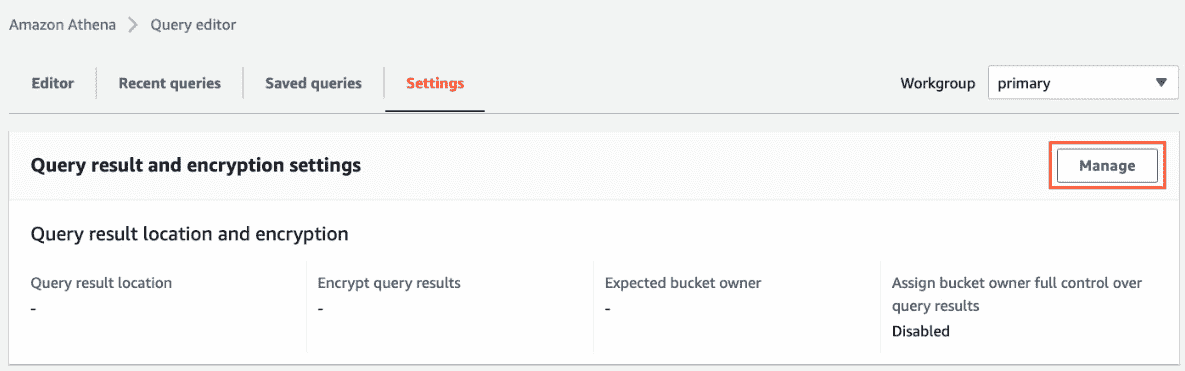 Amazon Athena > Query editor
Editor Recent queries Saved queries Settings Workgroup primary
Query result and encryption settings Manage
Query result location and encryption
Query result location Encrypt query results Expected bucket owner Assign bucket owner full control over
- - - query results
Disabled